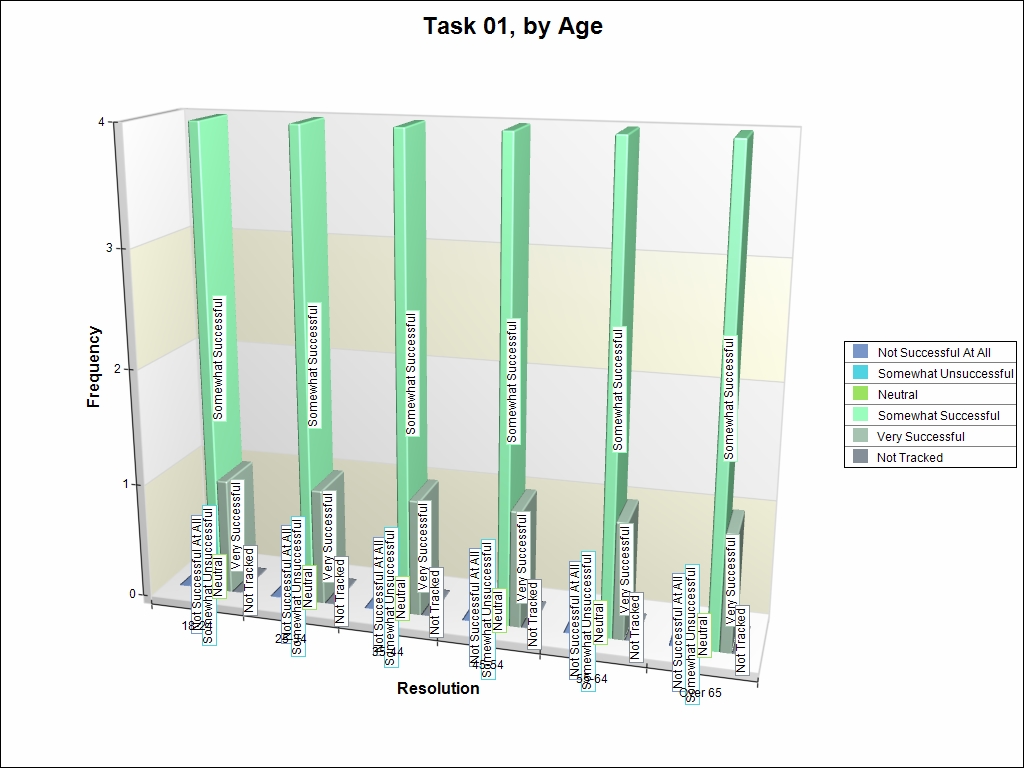 Task 01, by Age
Frequency
4
3
2
1
0
Somewhat Successful
Somewhat Successful
Somewhat Successful
Somewhat Successful
Somewhat Successful
Somewhat Successful
Not Successful At All
Somewhat Unsuccessful
Neutral
Very Successful
Not Tracked
Not Successful At All
Somewhat Unsuccessful
Neutral
Very Successful
Not Tracked
Not Successful At All
Somewhat Unsuccessful
Neutral
Very Successful
Not Tracked
Not Successful At All
Somewhat Unsuccessful
Neutral
Very Successful
Not Tracked
Not Successful At All
Somewhat Unsuccessful
Neutral
Very Successful
Not Tracked
Not Successful At All
Somewhat Unsuccessful
Neutral
Very Successful
Not Tracked
35-44
45-54
55-64
Over 65
Resolution
Not Successful At All
Somewhat Unsuccessful
Neutral
Somewhat Successful
Very Successful
Not Tracked